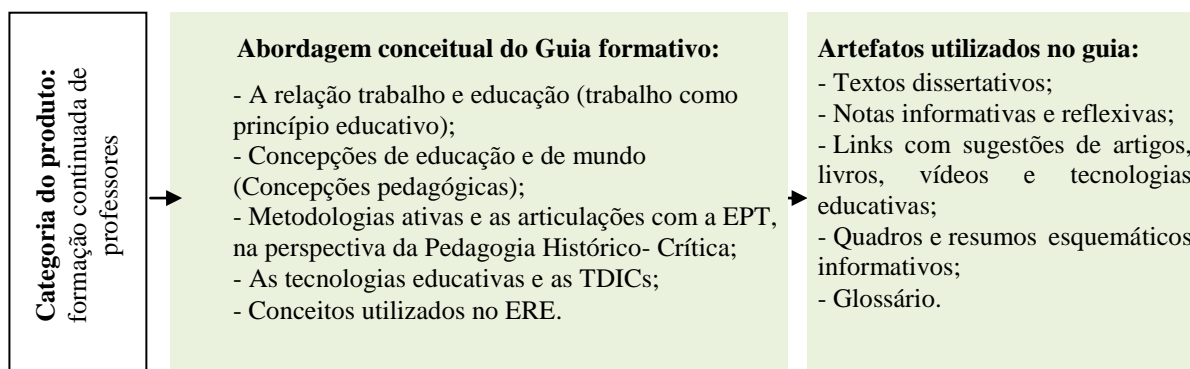 Categoria do produto:
formação continuada de
professores
Abordagem conceitual do Guia formativo:
- A relação trabalho e educação (trabalho como
princípio educativo);
- Concepções de educação e de mundo
(Concepções pedagógicas);
- Metodologias ativas e as articulações com a EPT,
na perspectiva da Pedagogia Histórico- Crítica;
- As tecnologias educativas e as TDICs;
- Conceitos utilizados no ERE.
Artefatos utilizados no guia:
- Textos dissertativos;
- Notas informativas e reflexivas;
- Links com sugestões de artigos,
livros, vídeos e tecnologias
educativas;
- Quadros e resumos esquemáticos
informativos;
- Glossário.